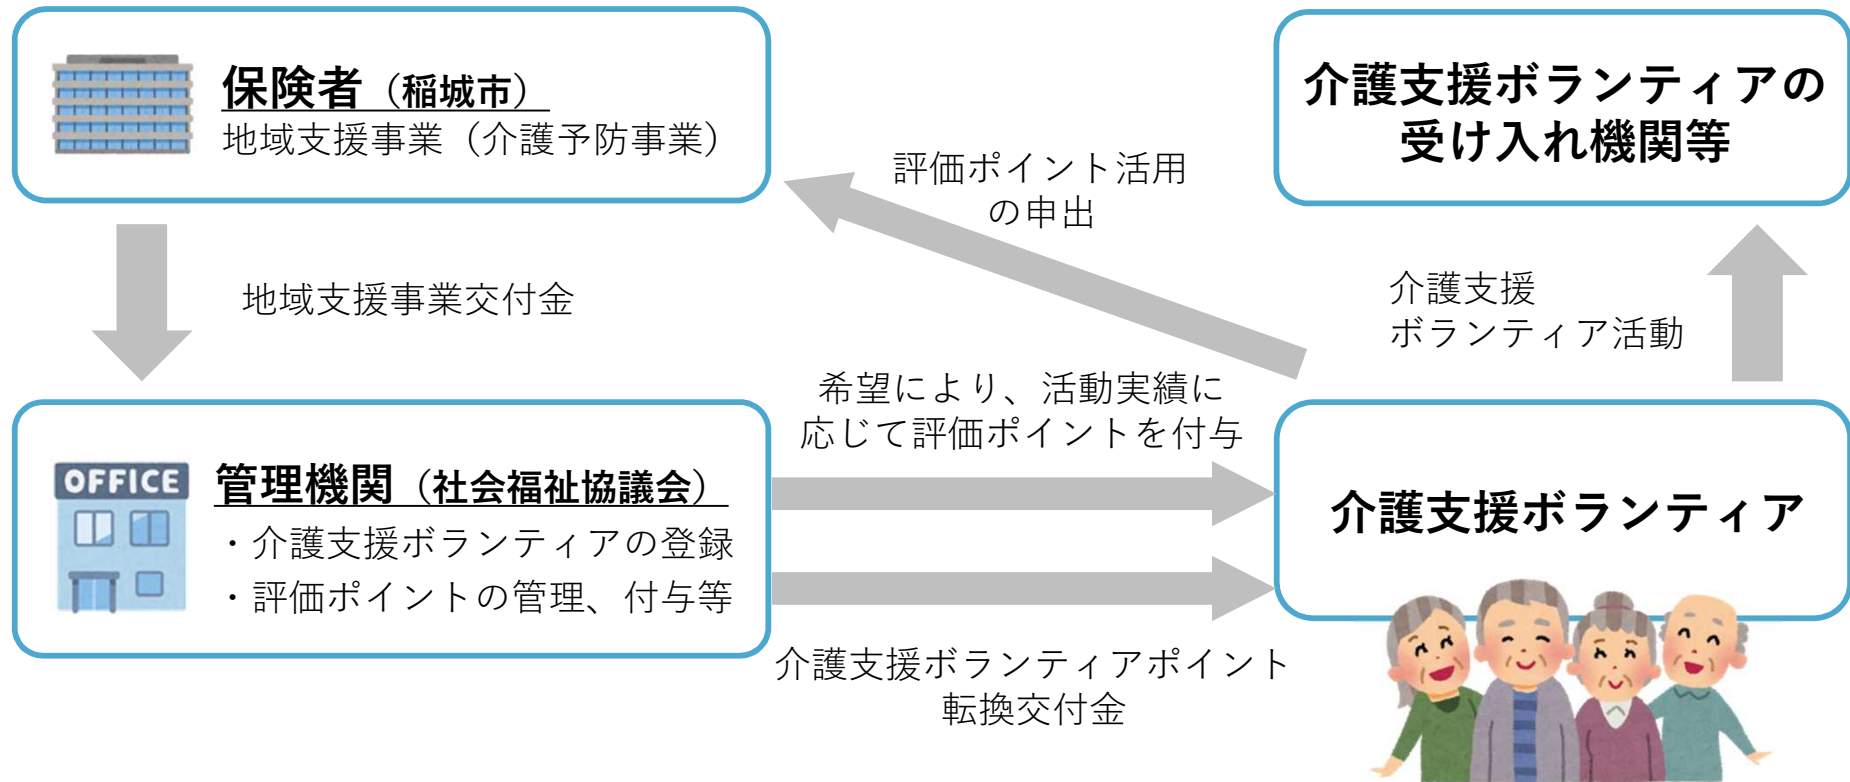 保険者（稲城市）
地域支援事業（介護予防事業）
介護支援ボランティアの
受け入れ機関等
評価ポイント活用
の申出
地域支援事業交付金
介護支援
ボランティア活動
希望により、活動実績に
応じて評価ポイントを付与
OFFICE
管理機関（社会福祉協議会）
・介護支援ボランティアの登録
・評価ポイントの管理、付与等
介護支援ボランティア
介護支援ボランティアポイント
転換交付金